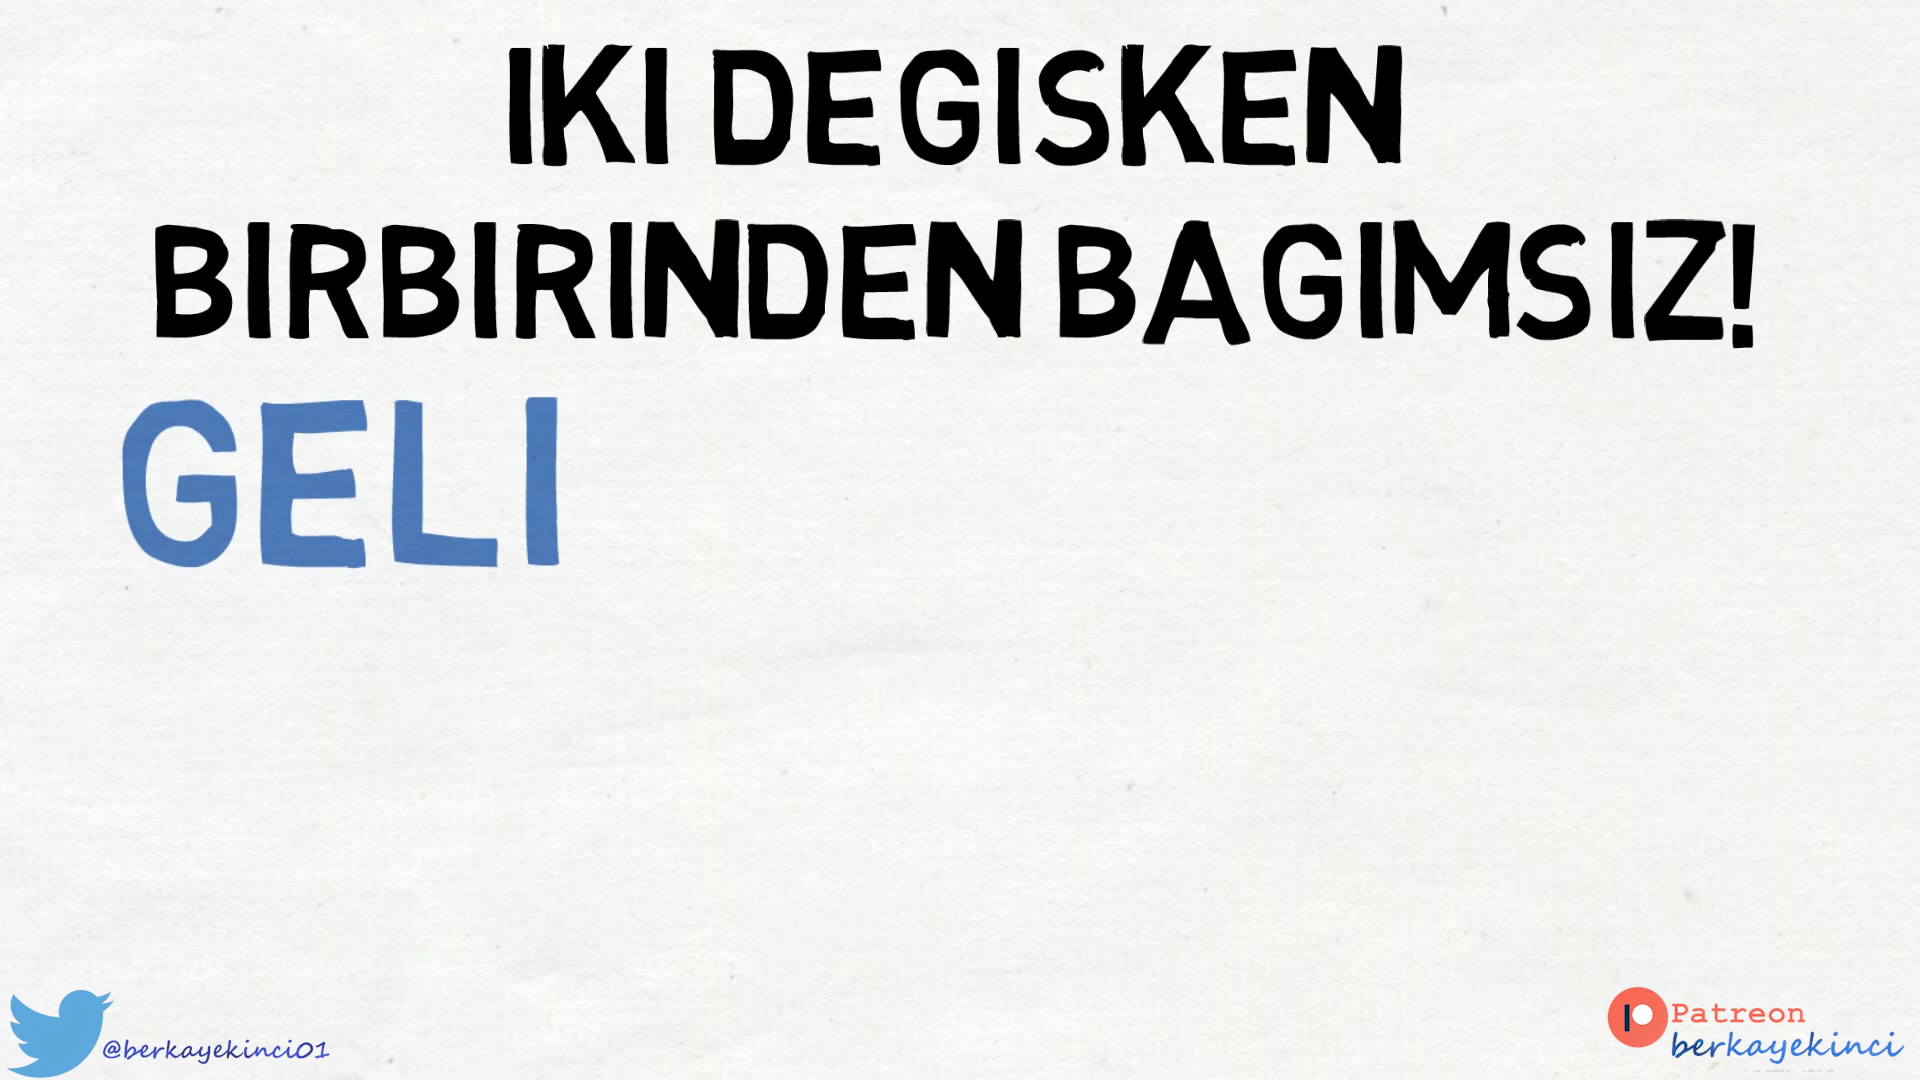 IKI DEGISKEN
BIRBIRINDEN BAGIMSIZ!
GELI
@berkayekinci01
Patreon
berkayekinci